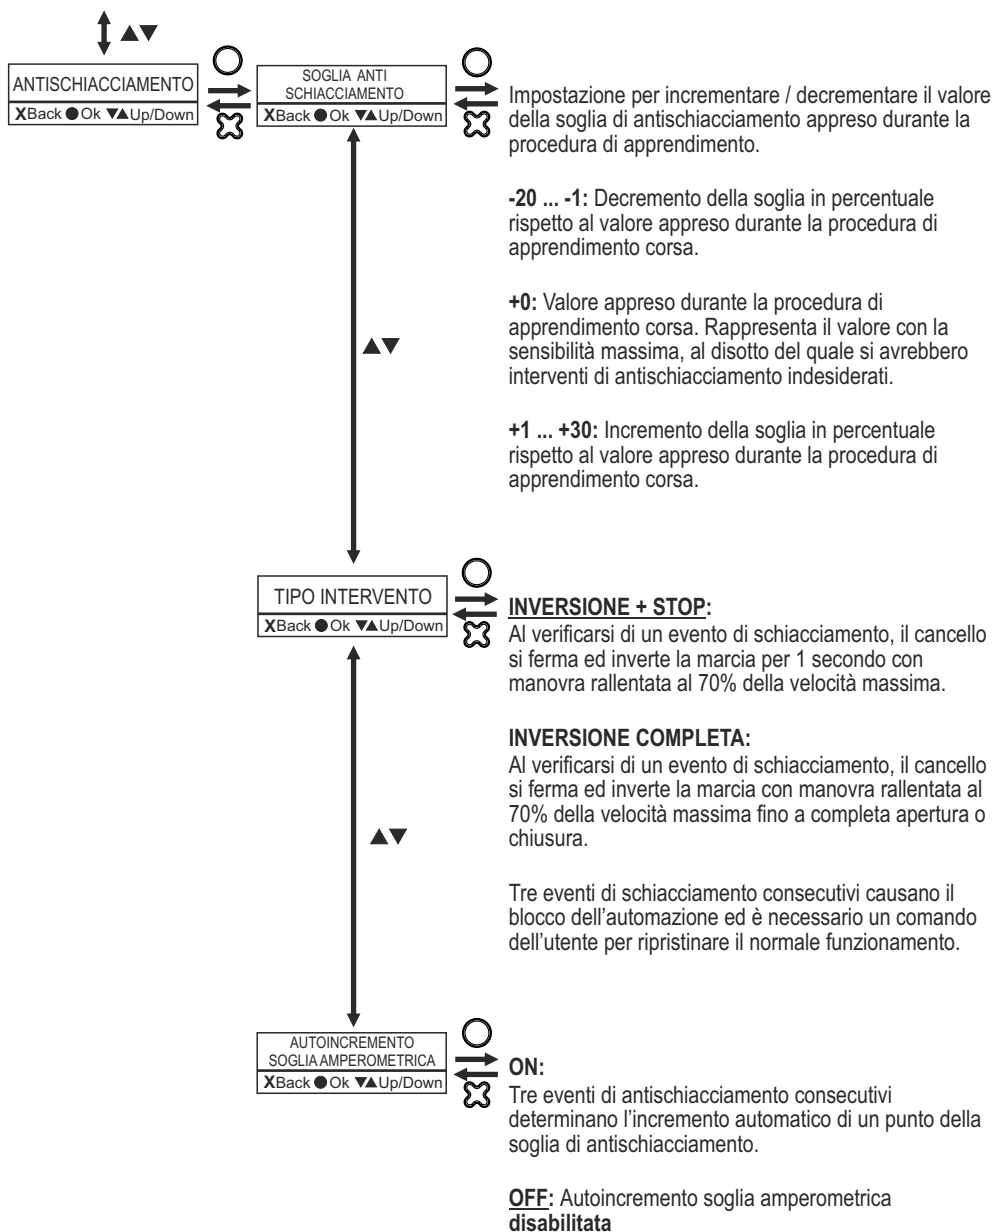 ▲▼
ANTISCHIACCIAMENTO
XBack ●Ok ▼▲Up/Down
SOGLIA ANTI
SCHIACCIAMENTO
XBack ●Ok ▼▲Up/Down
Impostazione per incrementare / decrementare il valore
della soglia di antischiacciamento appreso durante la
procedura di apprendimento.
-20 ... -1: Decremento della soglia in percentuale
rispetto al valore appreso durante la procedura di
apprendimento corsa.
+0: Valore appreso durante la procedura di
apprendimento corsa. Rappresenta il valore con la
sensibilità massima, al disotto del quale si avrebbero
interventi di antischiacciamento indesiderati.
+1 ... +30: Incremento della soglia in percentuale
rispetto al valore appreso durante la procedura di
apprendimento corsa.
▲▼
TIPO INTERVENTO
XBack ●Ok ▼▲Up/Down
INVERSIONE + STOP:
Al verificarsi di un evento di schiacciamento, il cancello
si ferma ed inverte la marcia per 1 secondo con
manovra rallentata al 70% della velocità massima.
INVERSIONE COMPLETA:
Al verificarsi di un evento di schiacciamento, il cancello
si ferma ed inverte la marcia con manovra rallentata al
70% della velocità massima fino a completa apertura o
chiusura.
Tre eventi di schiacciamento consecutivi causano il
blocco dell'automazione ed è necessario un comando
dell'utente per ripristinare il normale funzionamento.
▲▼
AUTOINCREMENTO
SOGLIA AMPEROMETRICA
XBack ●Ok ▼▲Up/Down
ON:
Tre eventi di antischiacciamento consecutivi
determinano l'incremento automatico di un punto della
soglia di antischiacciamento.
OFF: Autoincremento soglia amperometrica
disabilitata